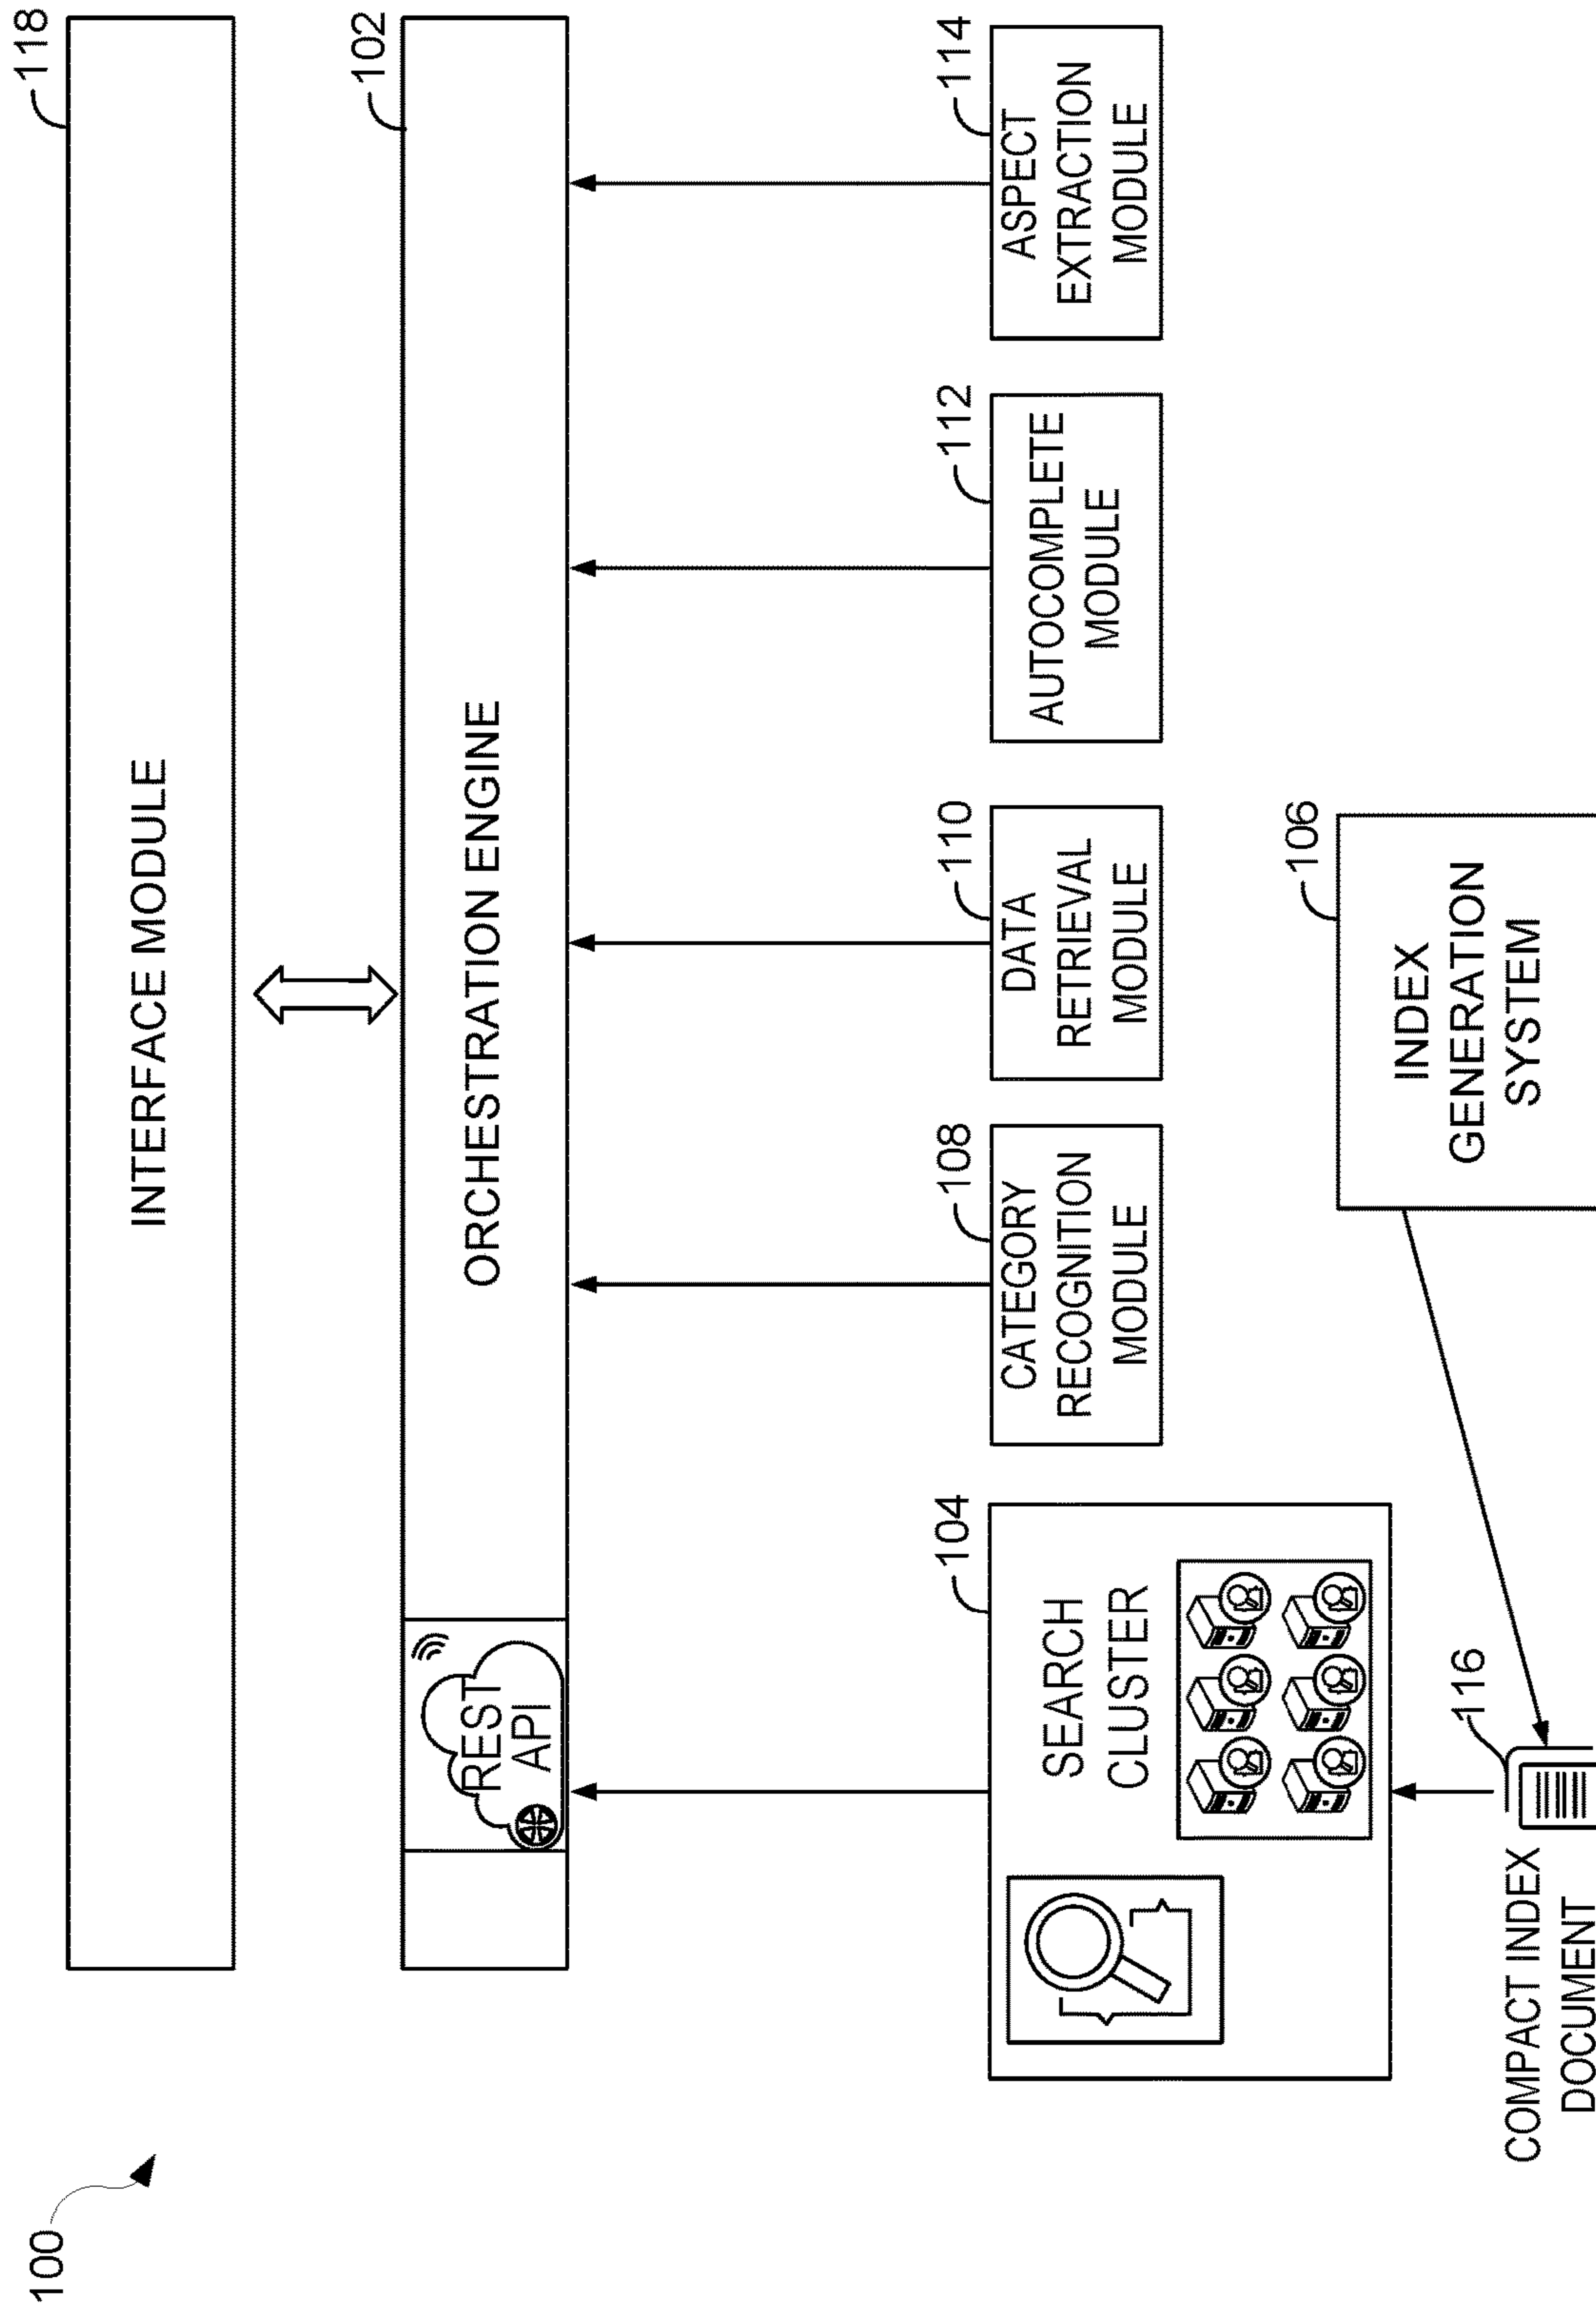 100
118
INTERFACE MODULE
102
ORCHESTRATION ENGINE
REST
API
104
SEARCH
CLUSTER
108
CATEGORY
RECOGNITION
MODULE
110
DATA
RETRIEVAL
MODULE
112
AUTOCOMPLETE
MODULE
114
ASPECT
EXTRACTION
MODULE
116
COMPACT INDEX
DOCUMENT
106
INDEX
GENERATION
SYSTEM